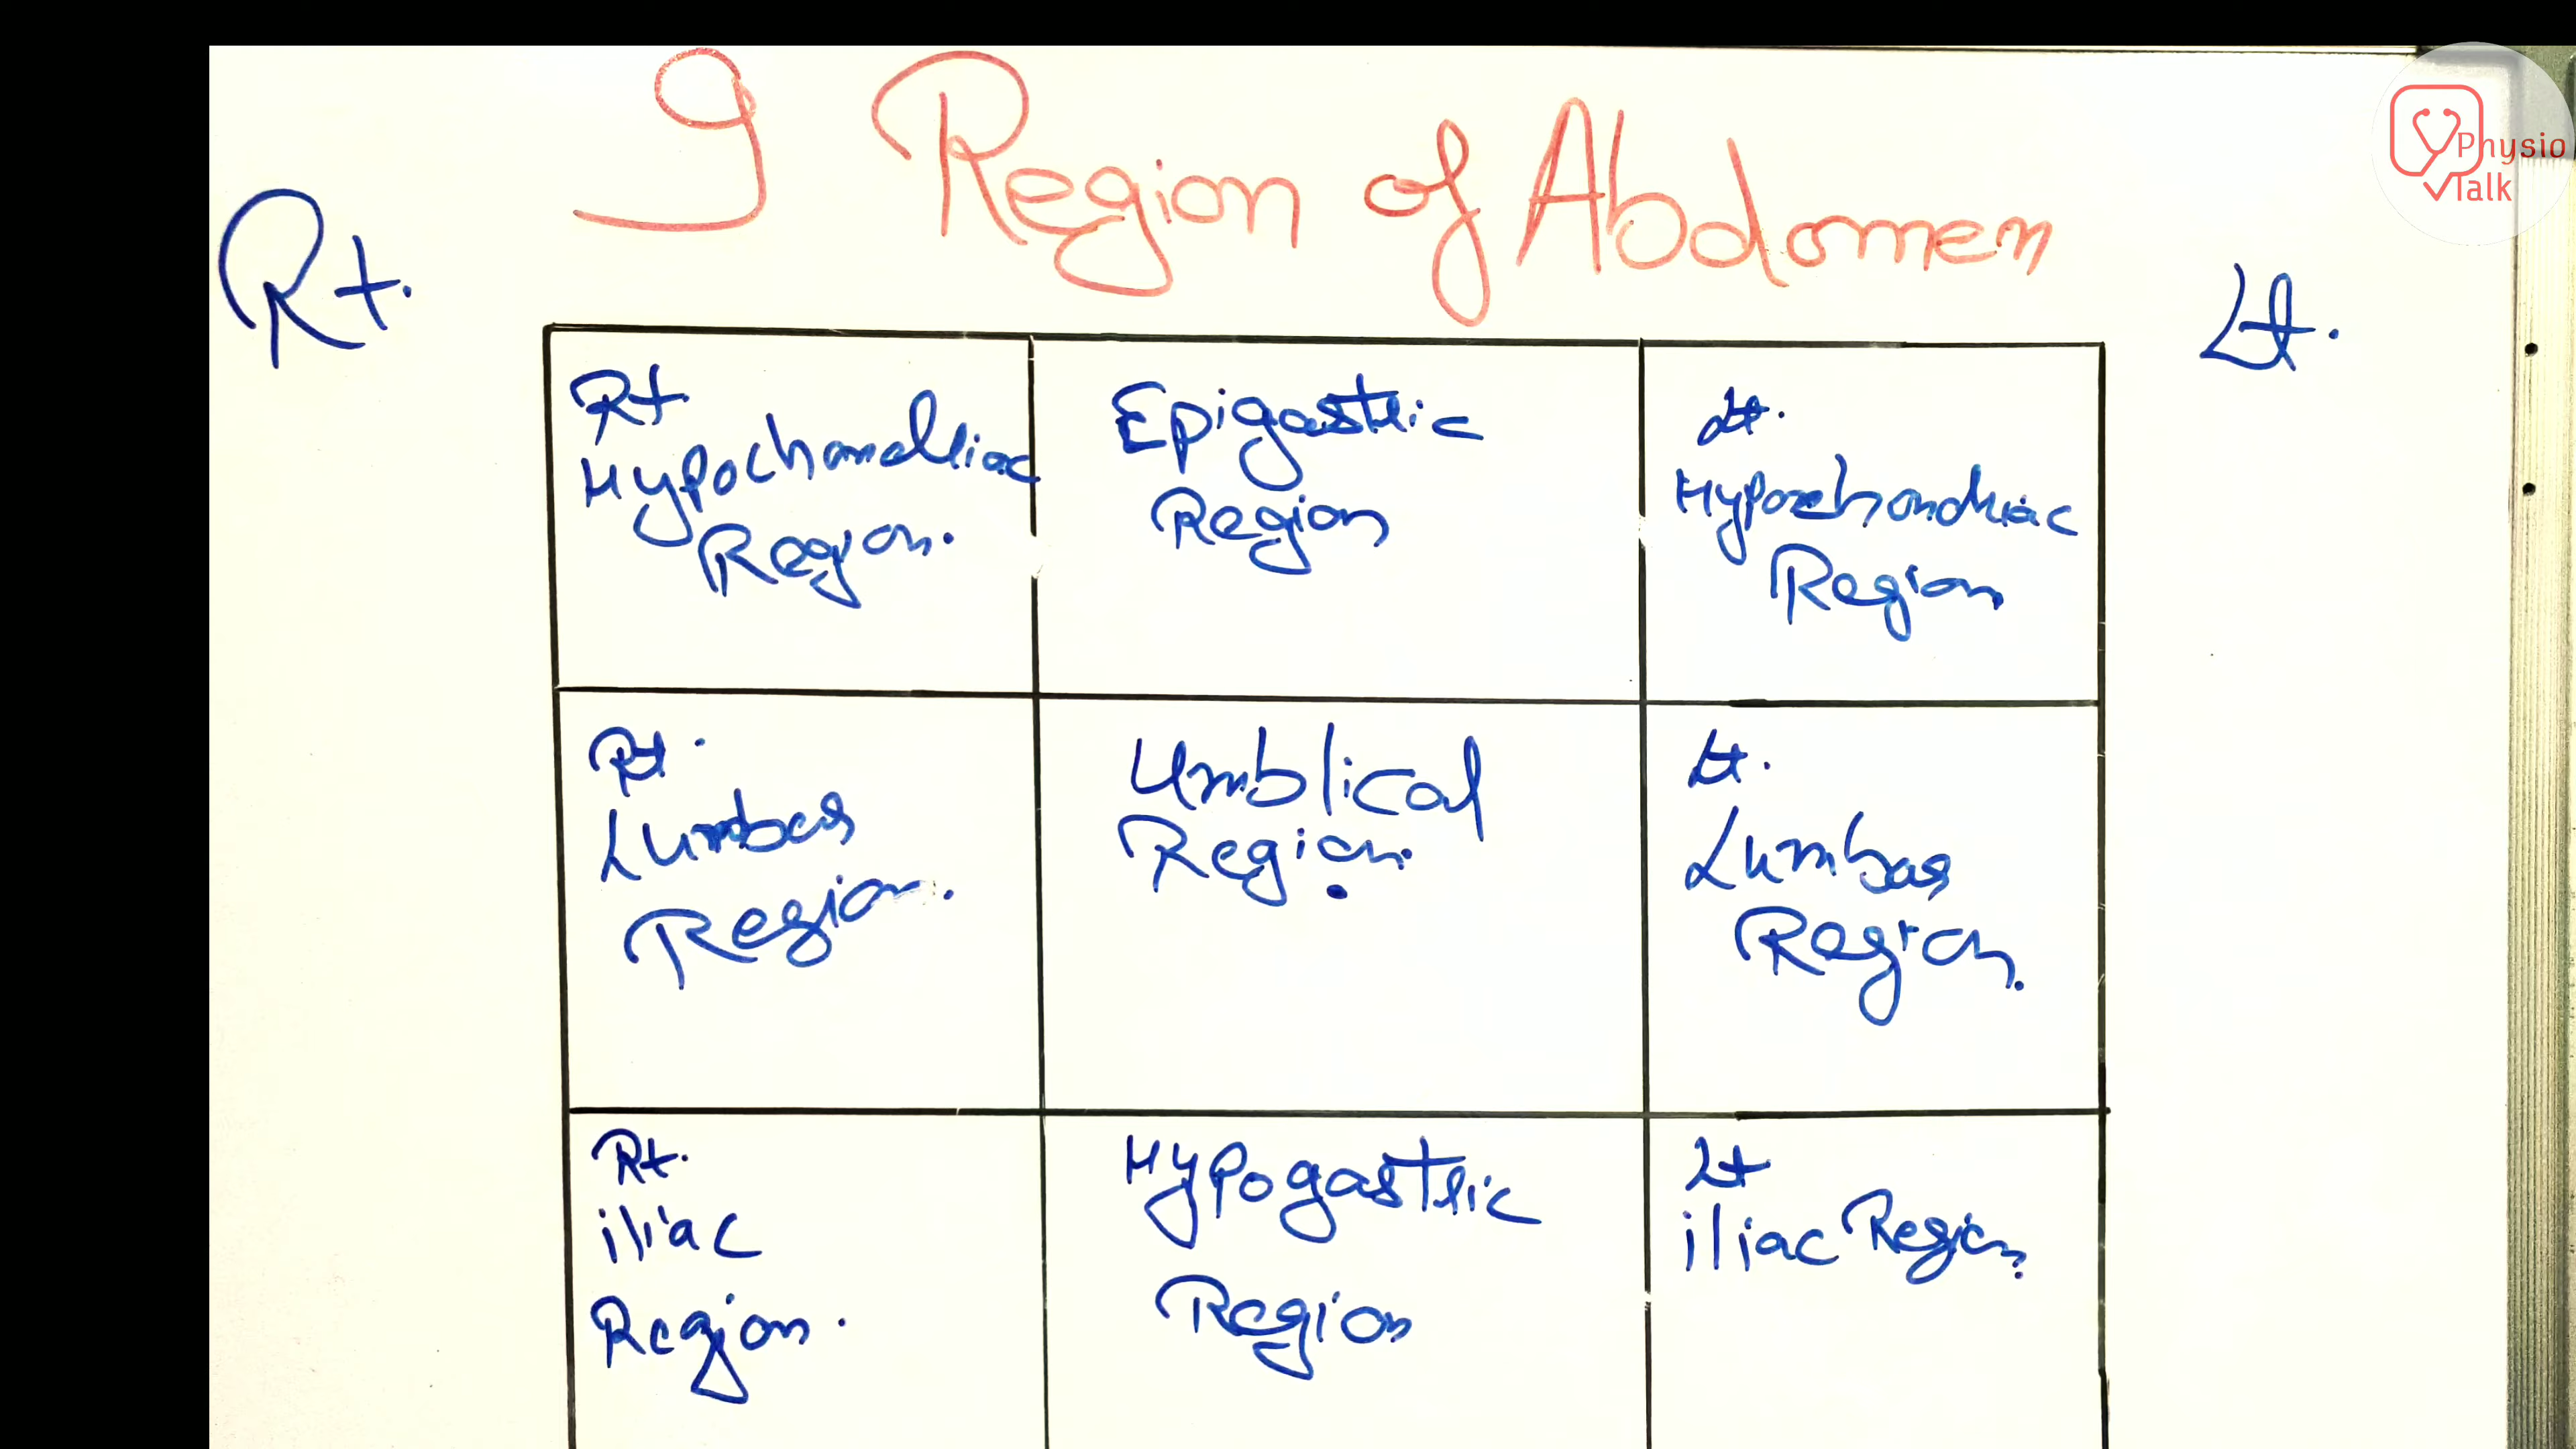 9 Region of Abdomen
Physio
Talk
Rt.
Lt.
Rt.
Hypochondriac
Region.
Epigastric
Region
Lt.
Hypochondriac
Region
Rt.
Lumbar
Region.
Umblical
Region.
Lt.
Lumbar
Region.
Rt.
iliac
Region.
Hypogastric
Region
Lt
iliac Region.